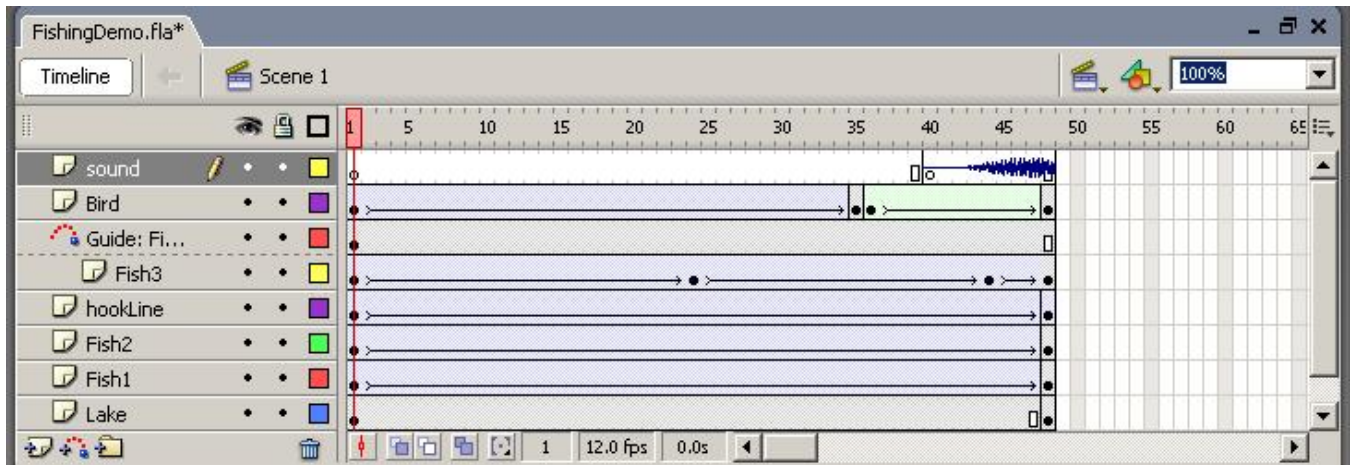 FishingDemo.fla*
Timeline Scene 1 100%
1 5 10 15 20 25 30 35 40 45 50 55 60 65
sound
Bird
Guide: Fi...
Fish3
hookLine
Fish2
Fish1
Lake
1 12.0 fps 0.0s